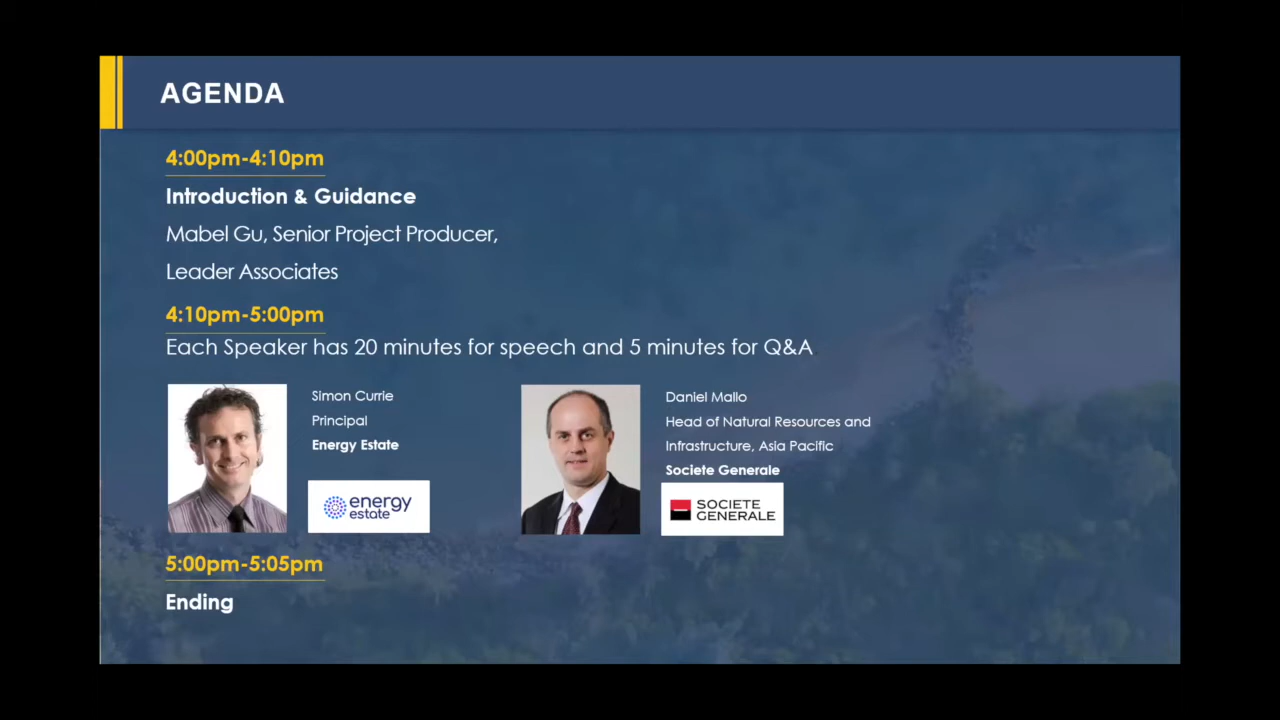 AGENDA
4:00pm-4:10pm
Introduction & Guidance
Mabel Gu, Senior Project Producer,
Leader Associates
4:10pm-5:00pm
Each Speaker has 20 minutes for speech and 5 minutes for Q&A.
Simon Currie
Principal
Energy Estate
energy
estate
Daniel Mallo
Head of Natural Resources and
Infrastructure, Asia Pacific
Societe Generale
SOCIETE
GENERALE
5:00pm-5:05pm
Ending